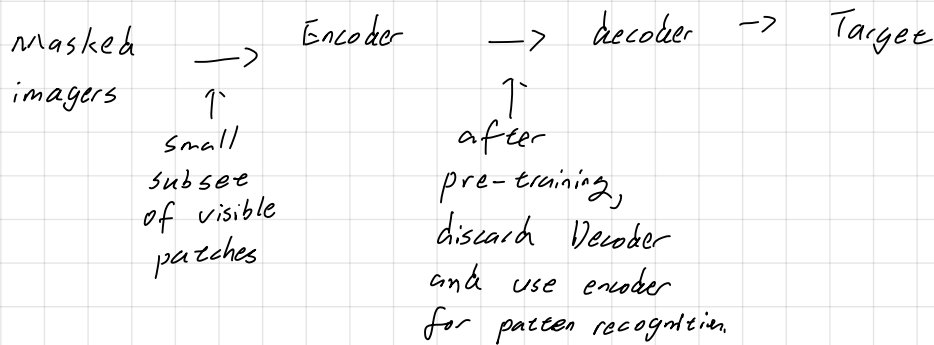 Masked → Encoder → decoder → Target
imagers
↑ small
subset
of visible
patches
↑ after
pre-training,
discard Decoder
and use encoder
for patten recognition.